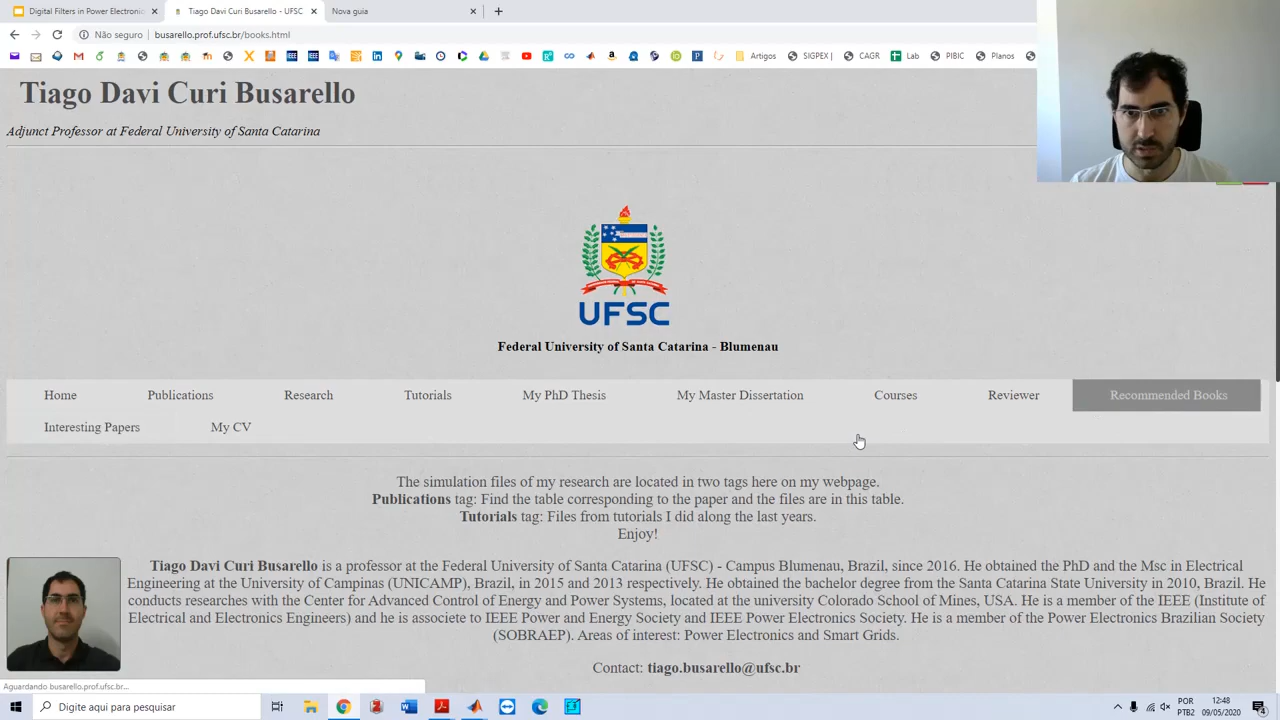 Digital Filters in Power Electronic
Tiago Davi Curi Busarello - UFSC
Nova guia
Não seguro
busarello.prof.ufsc.br/books.html
Artigos
SIGPEX |
CAGR
Lab
PIBIC
Planos
Tiago Davi Curi Busarello
Adjunct Professor at Federal University of Santa Catarina
UFSC
Federal University of Santa Catarina - Blumenau
Home
Publications
Research
Tutorials
My PhD Thesis
My Master Dissertation
Courses
Reviewer
Recommended Books
Interesting Papers
My CV
The simulation files of my research are located in two tags here on my webpage.
Publications tag: Find the table corresponding to the paper and the files are in this table.
Tutorials tag: Files from tutorials I did along the last years.
Enjoy!
Tiago Davi Curi Busarello is a professor at the Federal University of Santa Catarina (UFSC) - Campus Blumenau, Brazil, since 2016. He obtained the PhD and the Msc in Electrical
Engineering at the University of Campinas (UNICAMP), Brazil, in 2015 and 2013 respectively. He obtained the bachelor degree from the Santa Catarina State University in 2010, Brazil. He
conducts researches with the Center for Advanced Control of Energy and Power Systems, located at the university Colorado School of Mines, USA. He is a member of the IEEE (Institute of
Electrical and Electronics Engineers) and he is associete to IEEE Power and Energy Society and IEEE Power Electronics Society. He is a member of the Power Electronics Brazilian Society
(SOBRAEP). Areas of interest: Power Electronics and Smart Grids.
Contact: tiago.busarello@ufsc.br
Aguardando busarello.prof.ufsc.br...
Digite aqui para pesquisar
POR
PTB2
12:48
09/05/2020